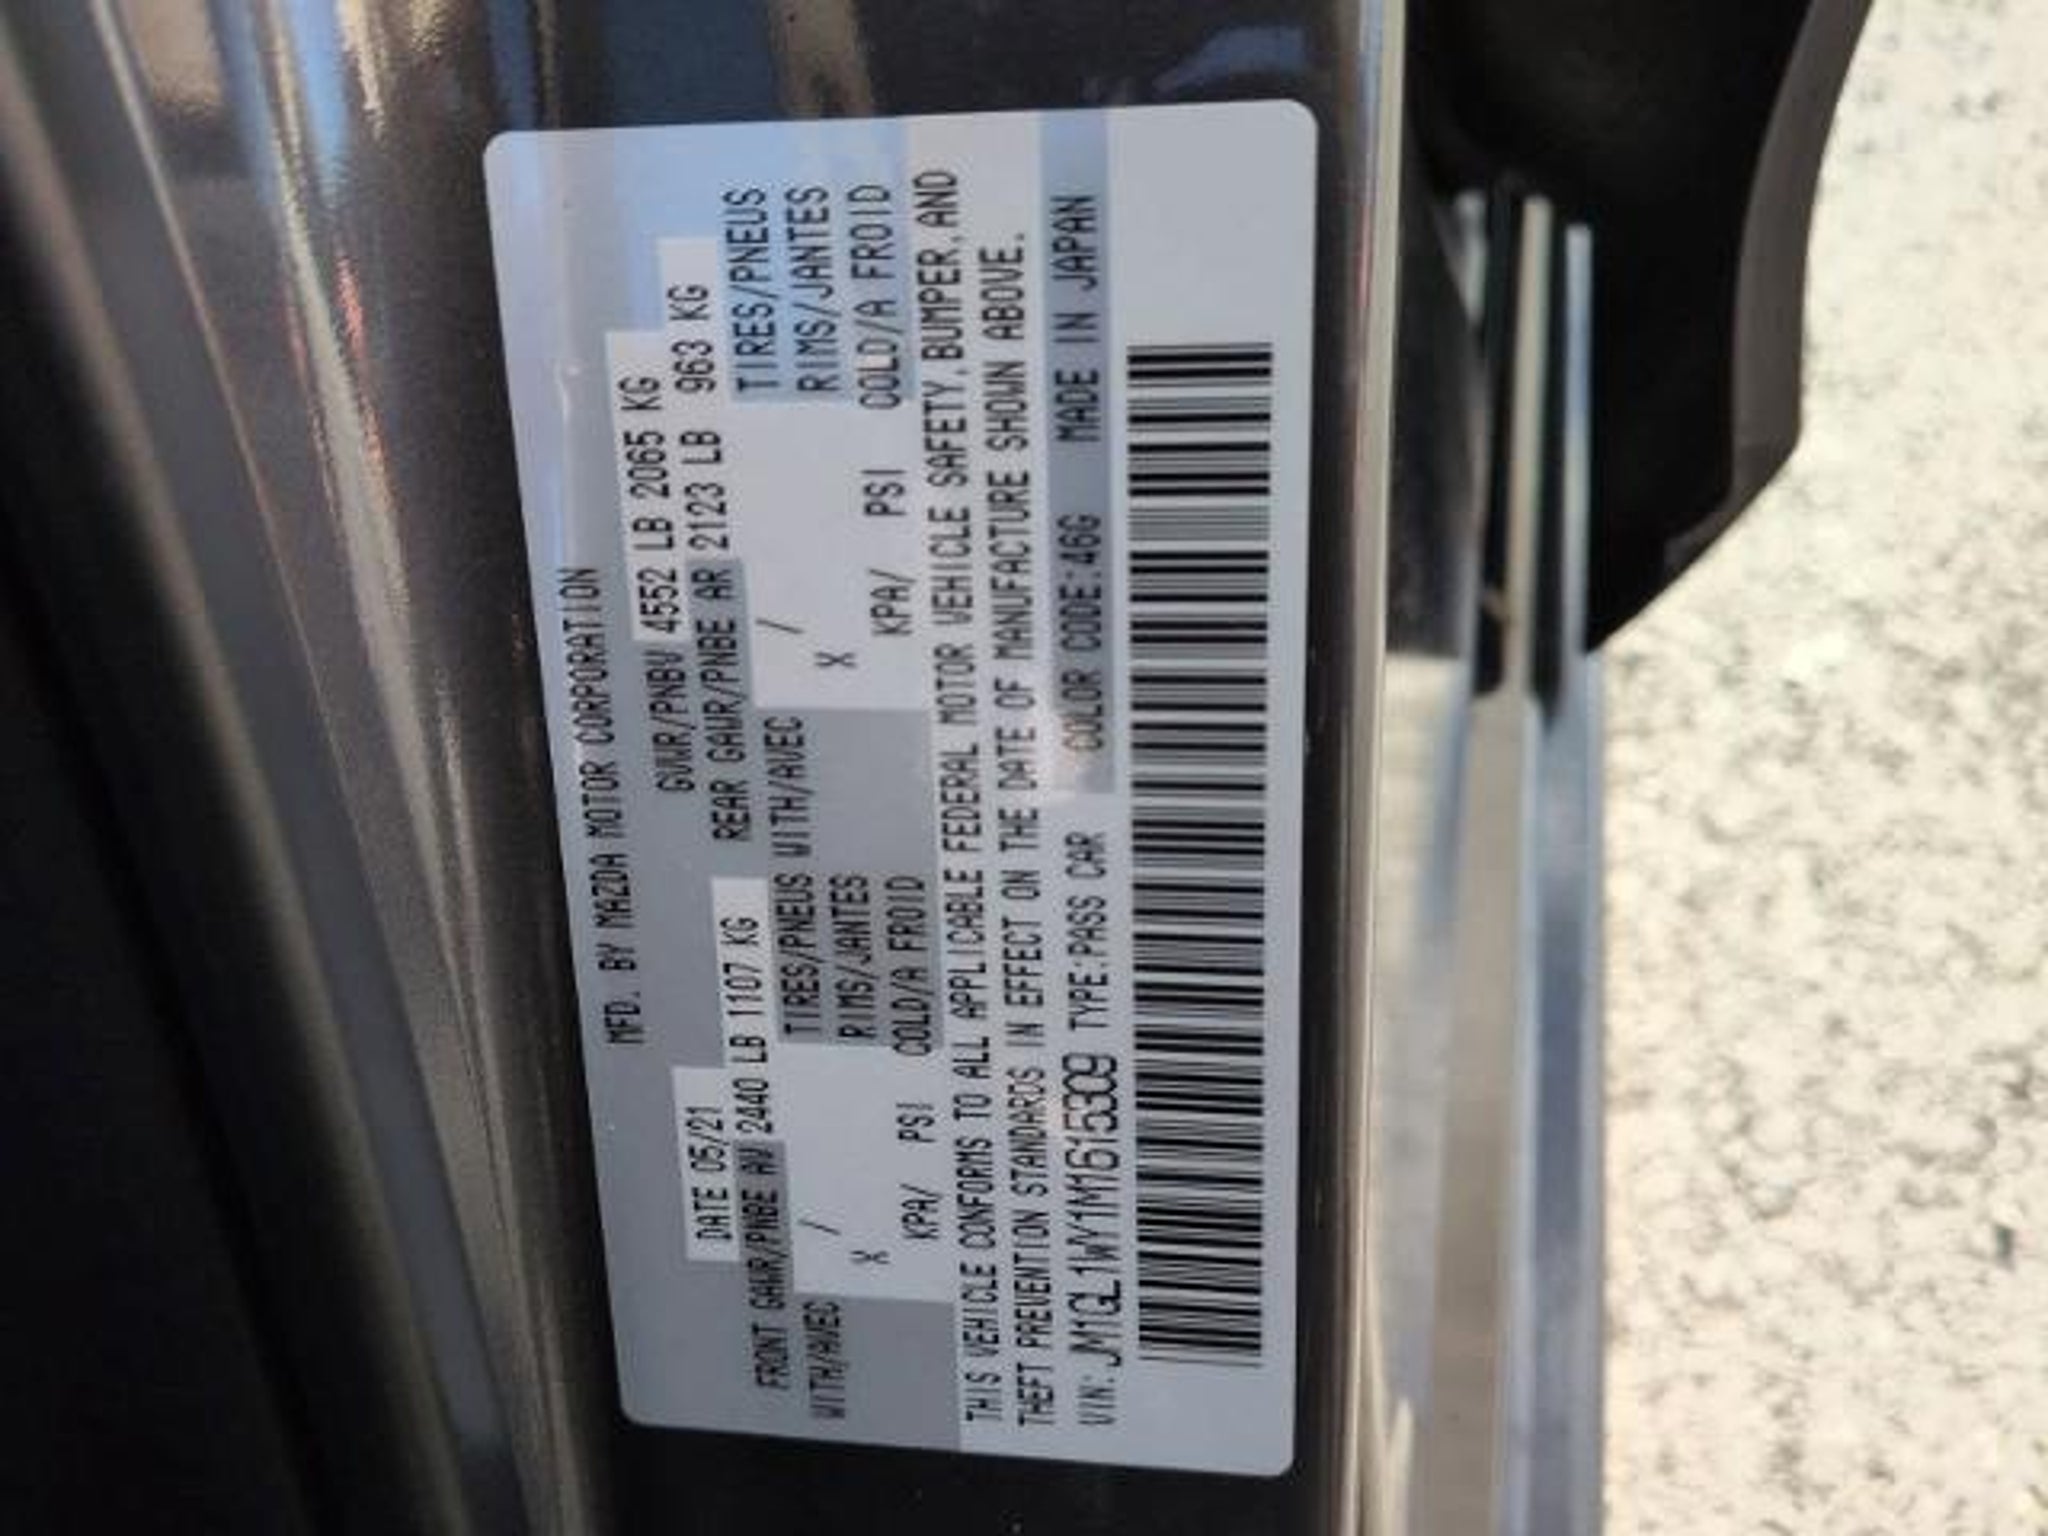 MFD. BY MAZDA MOTOR CORPORATION
DATE 05/21 GVWR/PNBV 4552 LB 2065 KG
FRONT GAWR/PNBE AV 2440 LB 1107 KG REAR GAWR/PNBE AR 2123 LB 963 KG
WITH/AVEC / TIRES/PNEUS WITH/AVEC / TIRES/PNEUS
X RIMS/JANTES X RIMS/JANTES
KPA/ PSI COLD/A FROID KPA/ PSI COLD/A FROID
THIS VEHICLE CONFORMS TO ALL APPLICABLE FEDERAL MOTOR VEHICLE SAFETY,BUMPER,AND
THEFT PREVENTION STANDARDS IN EFFECT ON THE DATE OF MANUFACTURE SHOWN ABOVE.
VIN:JM1GL1WY1M1615309 TYPE:PASS CAR COLOR CODE:46G MADE IN JAPAN